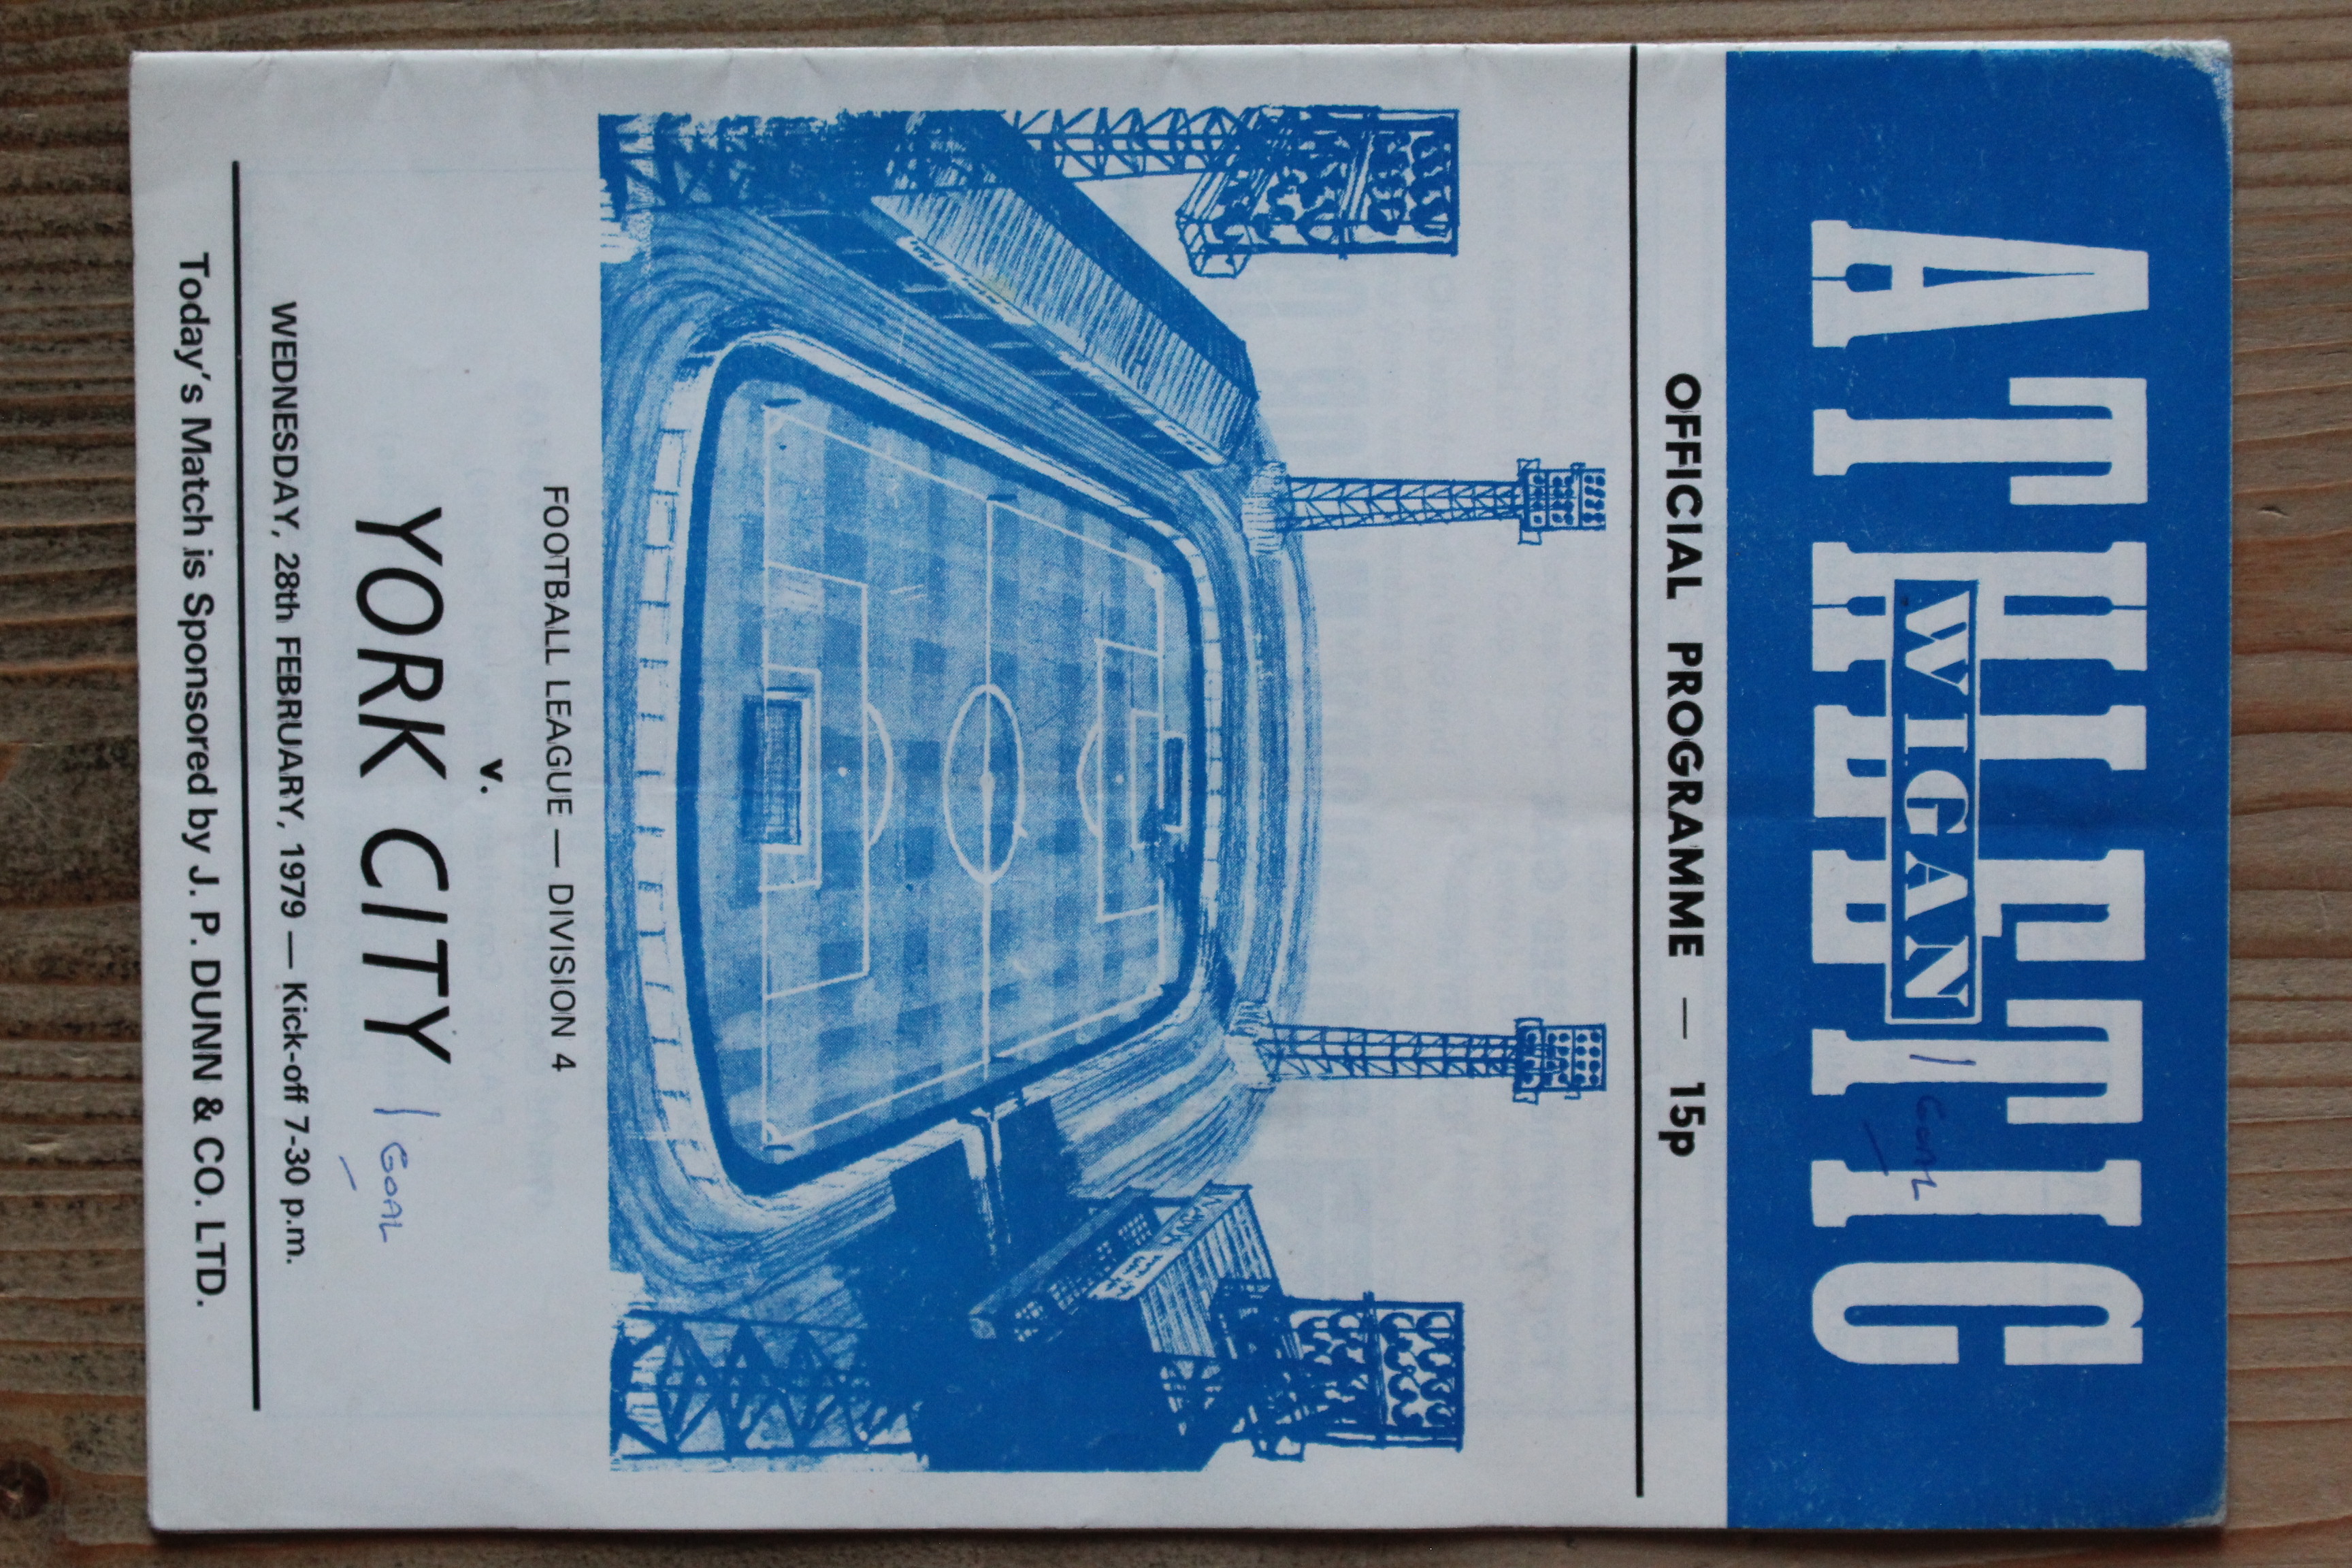 ATHLETIC
WIGAN 1 GOAL
OFFICIAL PROGRAMME — 15p
FOOTBALL LEAGUE — DIVISION 4
v.
YORK CITY 1 GOAL
WEDNESDAY, 28th FEBRUARY, 1979 — Kick-off 7-30 p.m.
Today's Match is Sponsored by J. P. DUNN & CO. LTD.